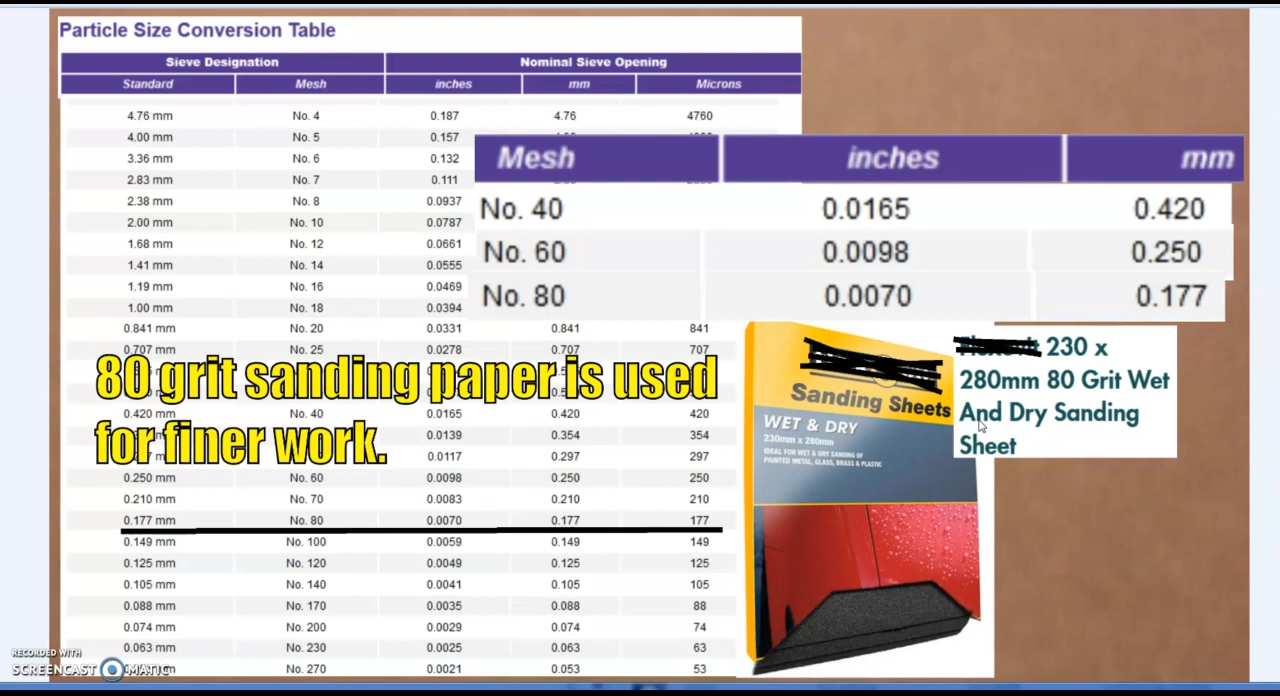 Particle Size Conversion Table
Sieve Designation Nominal Sieve Opening
Standard Mesh inches mm Microns
4.76 mm No. 4 0.187 4.76 4760
4.00 mm No. 5 0.157
3.36 mm No. 6 0.132
2.83 mm No. 7 0.111
2.38 mm No. 8 0.0937
2.00 mm No. 10 0.0787
1.68 mm No. 12 0.0661
1.41 mm No. 14 0.0555
1.19 mm No. 16 0.0469
1.00 mm No. 18 0.0394
0.841 mm No. 20 0.0331 0.841 841
0.707 mm No. 25 0.0278 0.707 707
0.420 mm No. 40 0.0165 0.420 420
0.0139 0.354 354
0.0117 0.297 297
0.250 mm No. 60 0.0098 0.250 250
0.210 mm No. 70 0.0083 0.210 210
0.177 mm No. 80 0.0070 0.177 177
0.149 mm No. 100 0.0059 0.149 149
0.125 mm No. 120 0.0049 0.125 125
0.105 mm No. 140 0.0041 0.105 105
0.088 mm No. 170 0.0035 0.088 88
0.074 mm No. 200 0.0029 0.074 74
0.063 mm No. 230 0.0025 0.063 63
No. 270 0.0021 0.053 53
Mesh inches mm
No. 40 0.0165 0.420
No. 60 0.0098 0.250
No. 80 0.0070 0.177
80 grit sanding paper is used
for finer work.
Sanding Sheets
WET & DRY
230mm x 280mm
IDEAL FOR WET & DRY SANDING OF
PAINTED METAL, GLASS, BRASS & PLASTIC
230 x
280mm 80 Grit Wet
And Dry Sanding
Sheet
RECORDED WITH
SCREENCAST MATIC